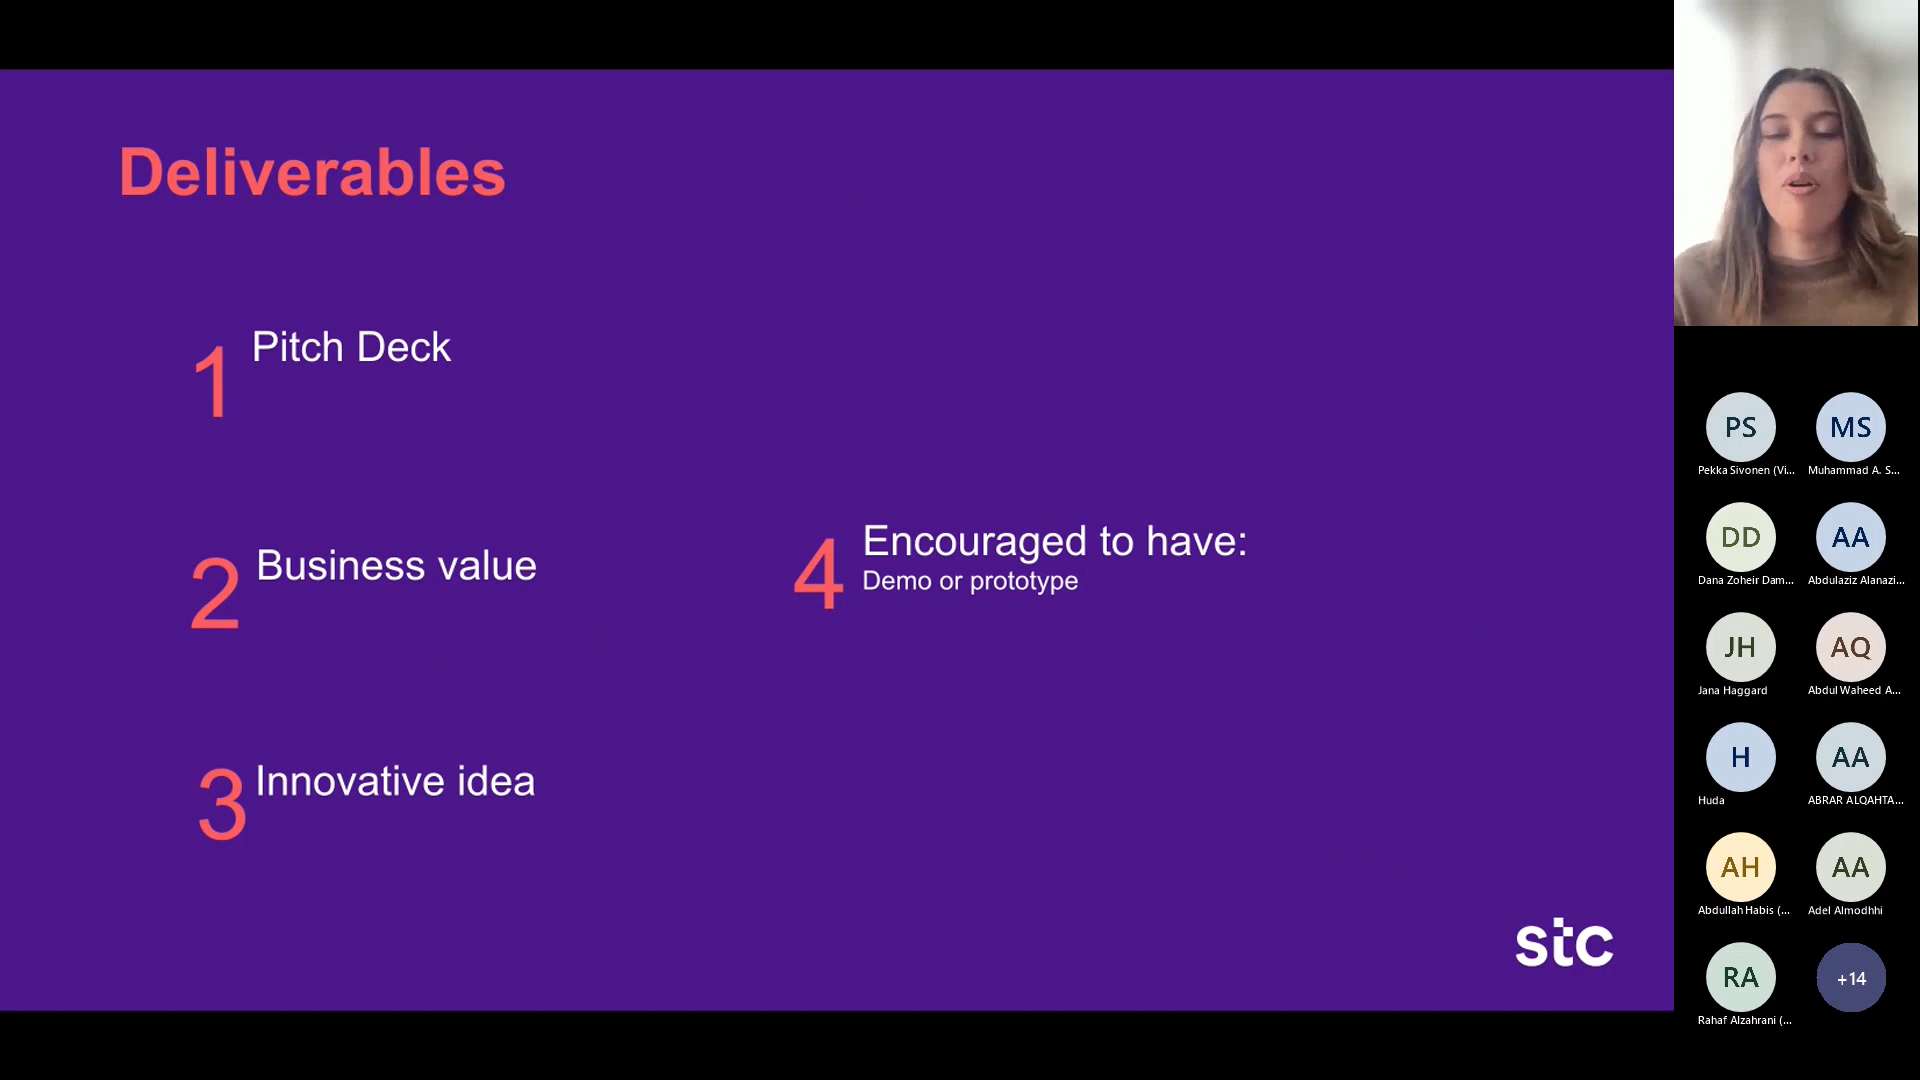 Deliverables
1 Pitch Deck
2 Business value
3 Innovative idea
4 Encouraged to have:
Demo or prototype
stc
PS
MS
Pekka Sivonen (Vi...
Muhammad A. S...
DD
AA
Dana Zoheir Dam...
Abdulaziz Alanazi...
JH
AQ
Jana Haggard
Abdul Waheed A...
H
AA
Huda
ABRAR ALQAHTA...
AH
AA
Abdullah Habis (...
Adel Almodhhi
RA
+14
Rahaf Alzahrani (...